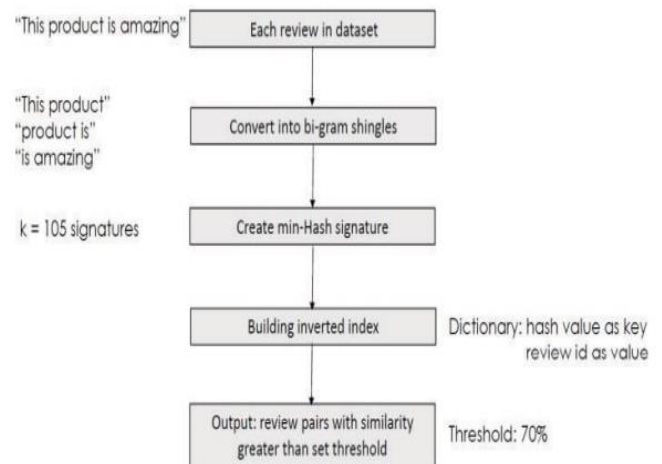 "This product is amazing"
Each review in dataset
"This product"
"product is"
"is amazing"
Convert into bi-gram shingles
k = 105 signatures
Create min-Hash signature
Building inverted index
Dictionary: hash value as key
review id as value
Output: review pairs with similarity
greater than set threshold
Threshold: 70%